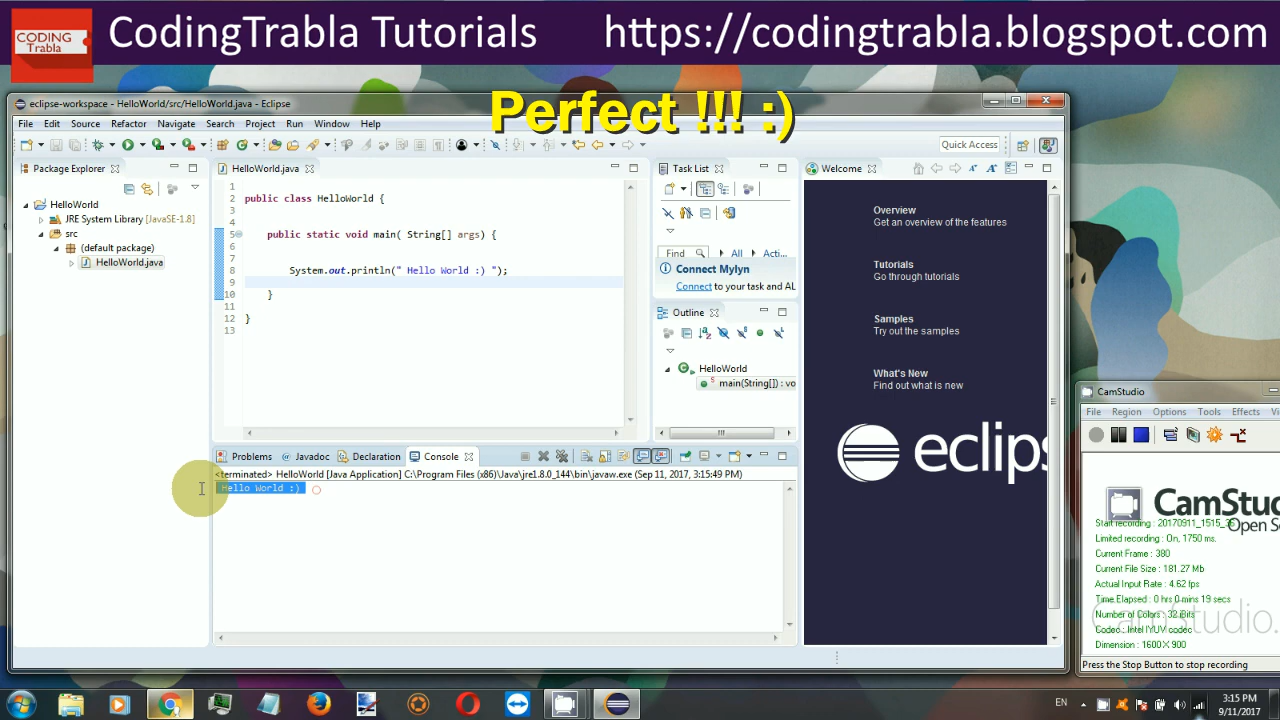 CODING
Trabla
CodingTrabla Tutorials https://codingtrabla.blogspot.com
eclipse-workspace - HelloWorld/src/HelloWorld.java - Eclipse
Perfect !!! :)
File Edit Source Refactor Navigate Search Project Run Window Help
Quick Access
Package Explorer
HelloWorld
JRE System Library [JavaSE-1.8]
src
(default package)
HelloWorld.java
HelloWorld.java
1
2 public class HelloWorld {
3
4
5 public static void main( String[] args) {
6
7
8 System.out.println(" Hello World :) ");
9
10 }
11
12 }
13
Task List
Find All Acti...
Connect Mylyn
Connect to your task and AL
Outline
HelloWorld
main(String[]) : vo
Welcome
Overview
Get an overview of the features
Tutorials
Go through tutorials
Samples
Try out the samples
What's New
Find out what is new
eclips
Problems Javadoc Declaration Console
<terminated> HelloWorld [Java Application] C:\Program Files (x86)\Java\jre1.8.0_144\bin\javaw.exe (Sep 11, 2017, 3:15:49 PM)
Hello World :)
CamStudio
File Region Options Tools Effects Vi
CamStud
Open S
Start recording : 20170911_1515_35
Limited recording : On, 1750 ms.
Current Frame : 380
Current File Size : 181.27 Mb
Actual Input Rate : 4.62 fps
Time Elapsed : 0 hrs 0 mins 19 secs
Number of Colors : 32 Bits
Codec : Intel IYUV codec
Dimension : 1600 X 900
CamStudio.
Press the Stop Button to stop recording
EN
3:15 PM
9/11/2017